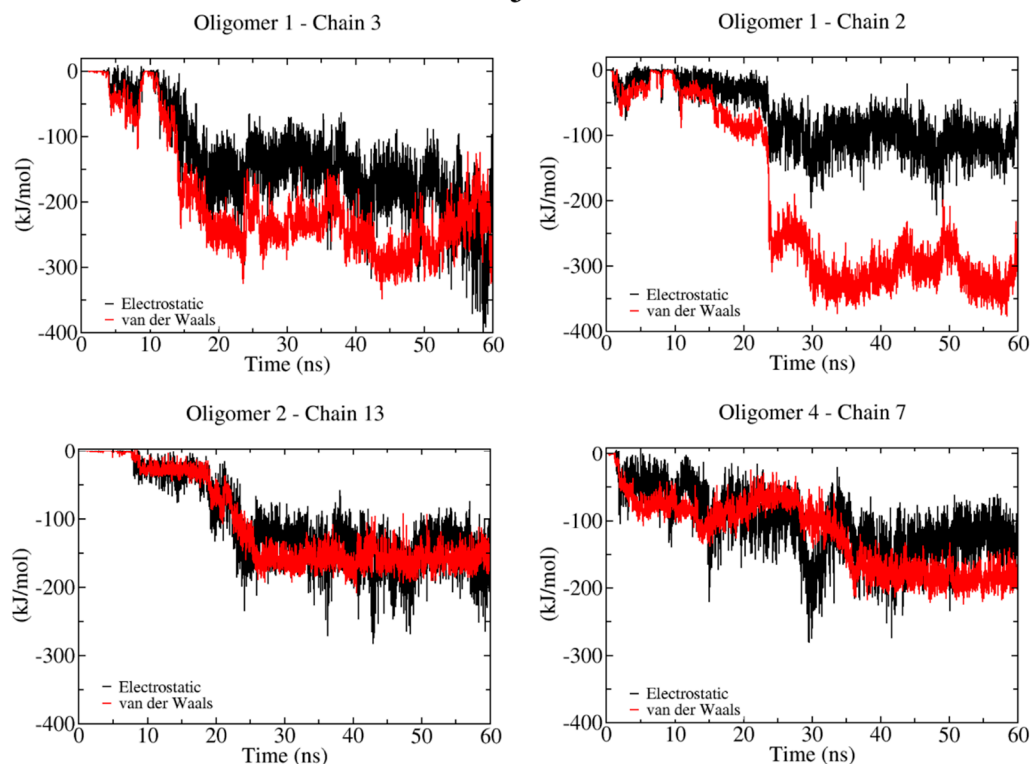 Oligomer 1 - Chain 3
0
-100
-200
-300
-400
(kJ/mol)
Electrostatic
van der Waals
0 10 20 30 40 50 60
Time (ns)
Oligomer 1 - Chain 2
0
-100
-200
-300
-400
(kJ/mol)
Electrostatic
van der Waals
0 10 20 30 40 50 60
Time (ns)
Oligomer 2 - Chain 13
0
-100
-200
-300
-400
(kJ/mol)
Electrostatic
van der Waals
0 10 20 30 40 50 60
Time (ns)
Oligomer 4 - Chain 7
0
-100
-200
-300
-400
(kJ/mol)
Electrostatic
van der Waals
0 10 20 30 40 50 60
Time (ns)